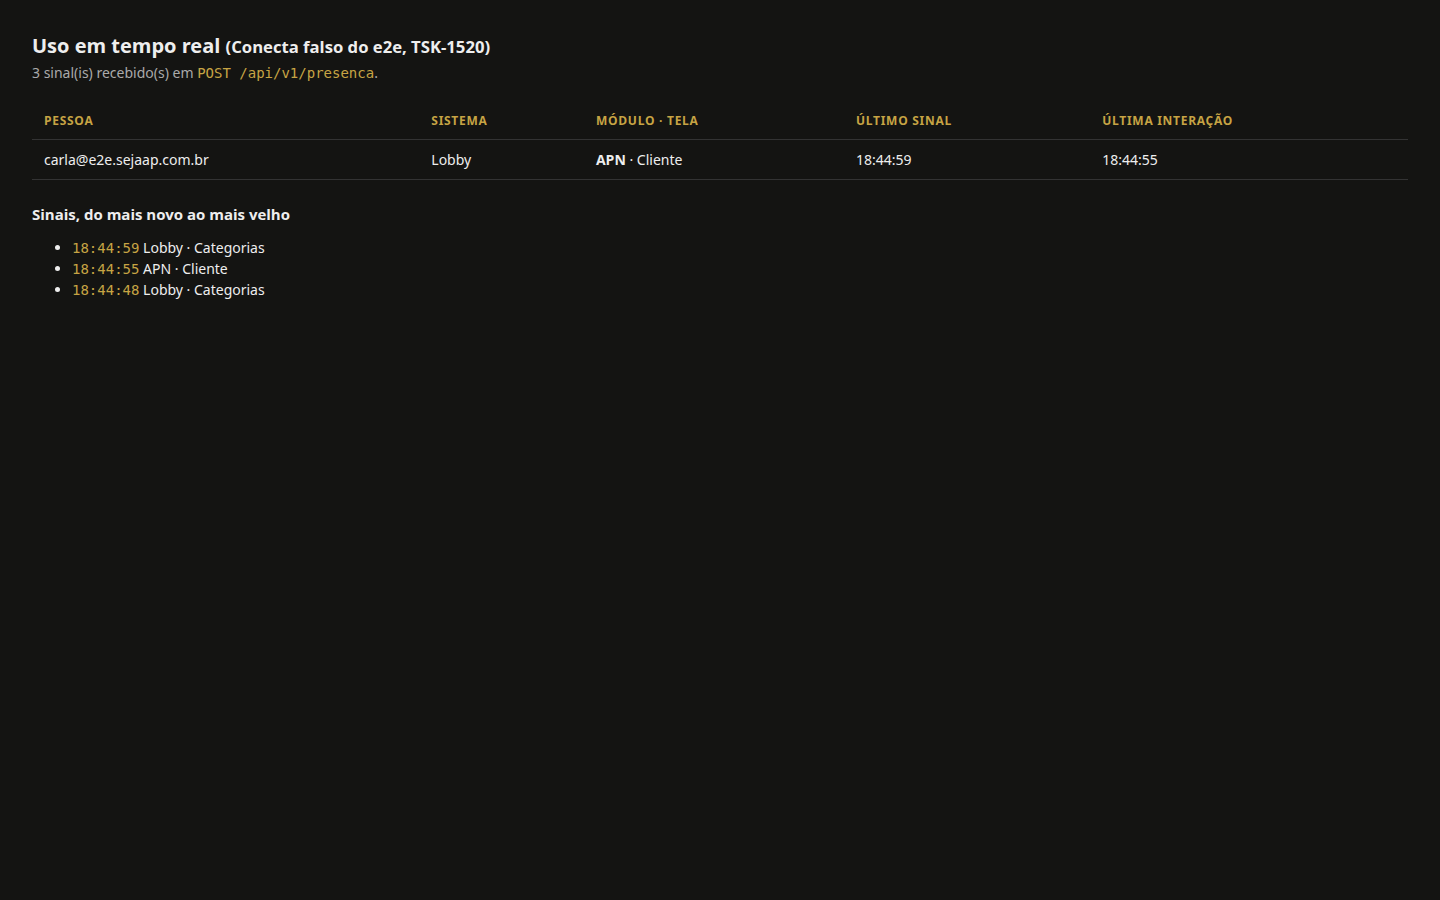 Uso em tempo real (Conecta falso do e2e, TSK-1520)
3 sinal(is) recebido(s) em POST /api/v1/presenca.
PESSOA SISTEMA MÓDULO · TELA ÚLTIMO SINAL ÚLTIMA INTERAÇÃO
carla@e2e.sejaap.com.br Lobby APN · Cliente 18:44:59 18:44:55
Sinais, do mais novo ao mais velho
18:44:59 Lobby · Categorias
18:44:55 APN · Cliente
18:44:48 Lobby · Categorias